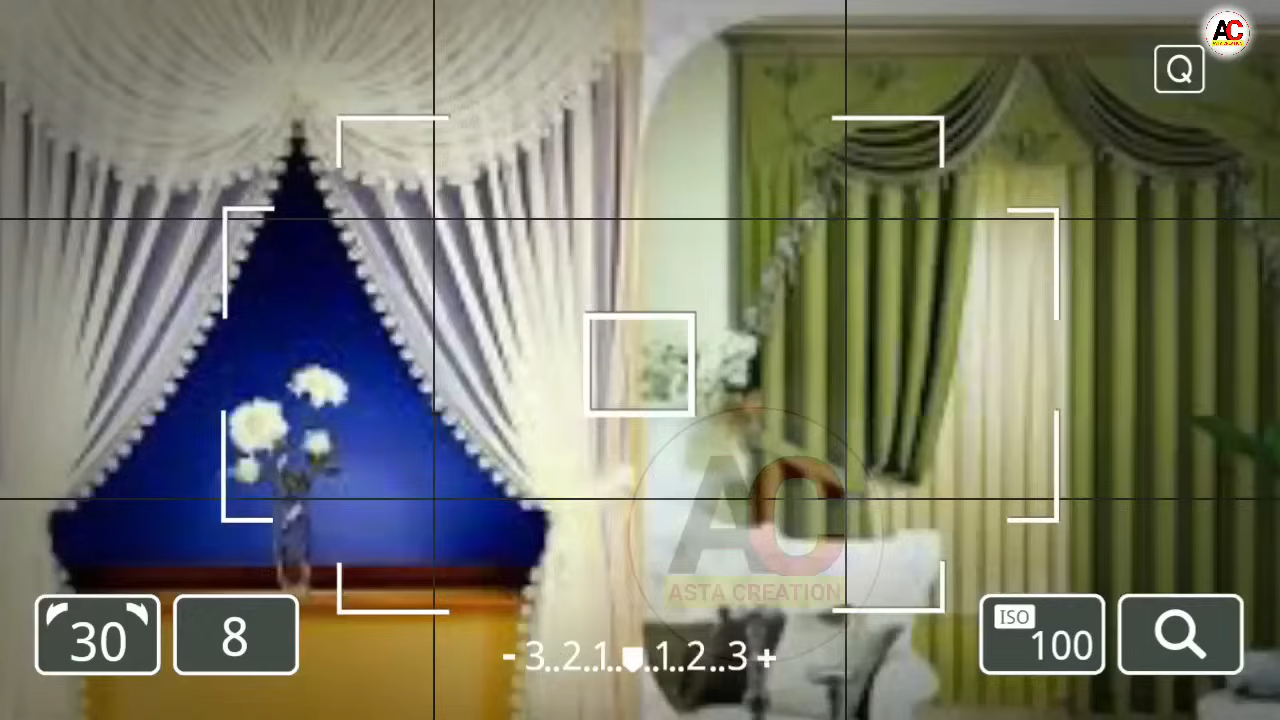 AC
Q
AC
ASTA CREATION
30
8
- 3..2..1.. ..1..2..3 +
ISO
100